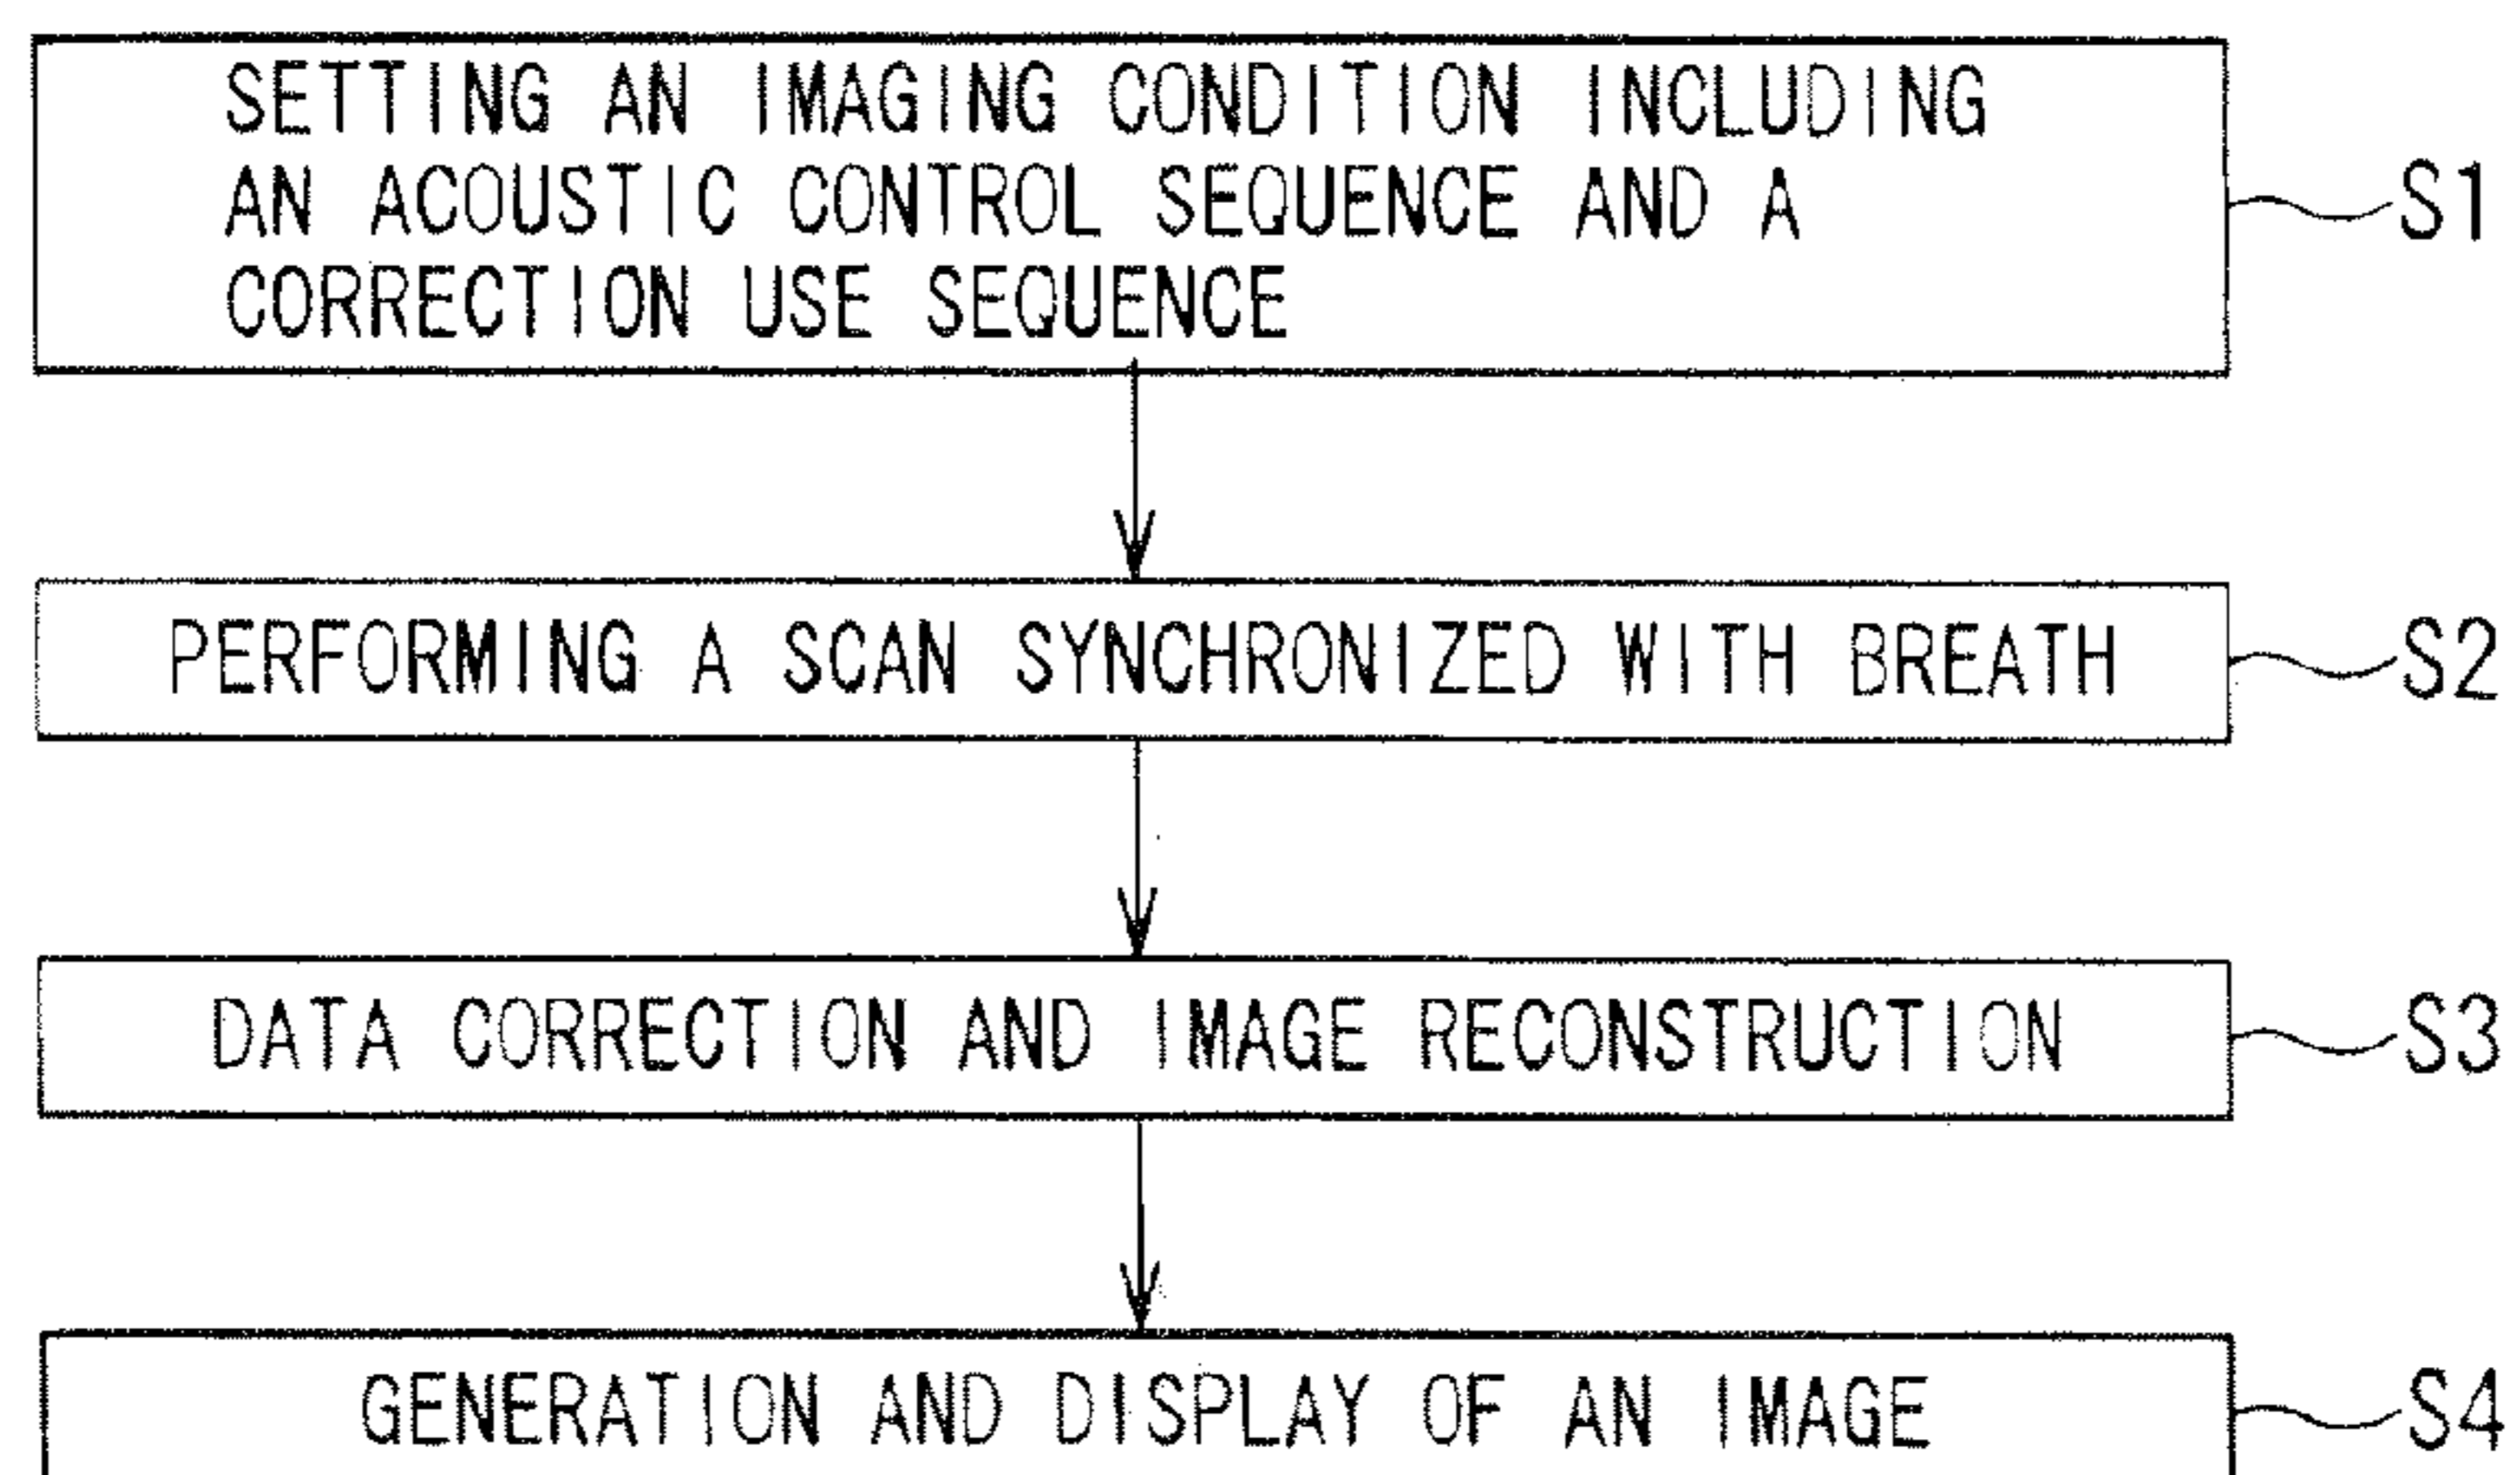 SETTING AN IMAGING CONDITION INCLUDING
AN ACOUSTIC CONTROL SEQUENCE AND A
CORRECTION USE SEQUENCE
S1
PERFORMING A SCAN SYNCHRONIZED WITH BREATH
S2
DATA CORRECTION AND IMAGE RECONSTRUCTION
S3
GENERATION AND DISPLAY OF AN IMAGE
S4